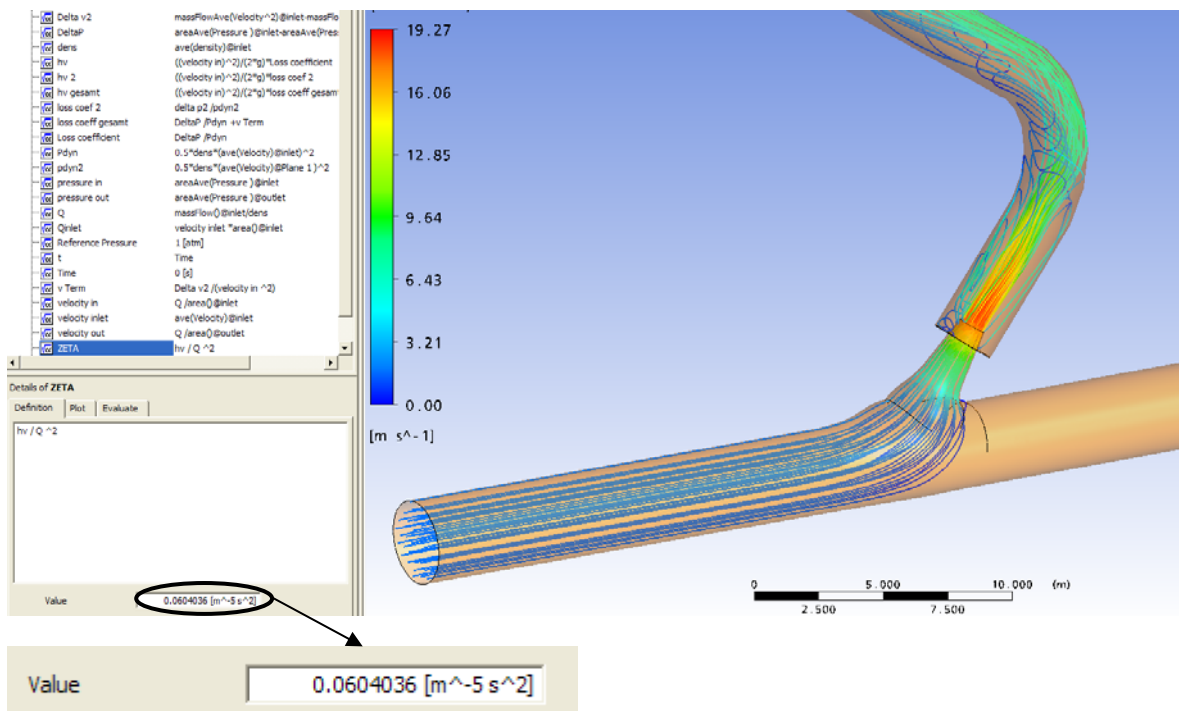 Delta v2 massFlowAve(Velocity^2)@inlet-massFlo
DeltaP areaAve(Pressure )@inlet-areaAve(Pres
dens ave(density)@inlet
hv ((velocity in)^2)/(2*g)*Loss coefficient
hv 2 ((velocity in)^2)/(2*g)*loss coef 2
hv gesamt ((velocity in)^2)/(2*g)*loss coeff gesam
loss coef 2 delta p2 /pdyn2
loss coeff gesamt DeltaP /Pdyn +v Term
Loss coefficient DeltaP /Pdyn
Pdyn 0.5*dens*(ave(Velocity)@inlet)^2
pdyn2 0.5*dens*(ave(Velocity)@Plane 1 )^2
pressure in areaAve(Pressure )@inlet
pressure out areaAve(Pressure )@outlet
Q massFlow()@inlet/dens
Qinlet velocity inlet *area()@inlet
Reference Pressure 1 [atm]
t Time
Time 0 [s]
v Term Delta v2 /(velocity in ^2)
velocity in Q /area()@inlet
velocity inlet ave(Velocity)@inlet
velocity out Q /area()@outlet
ZETA hv / Q ^2
Details of ZETA
Definition Plot Evaluate
hv / Q ^2
Value 0.0604036 [m^-5 s^2]
Value 0.0604036 [m^-5 s^2]
19.27
16.06
12.85
9.64
6.43
3.21
0.00
[m s^-1]
0 5.000 10.000 (m)
2.500 7.500